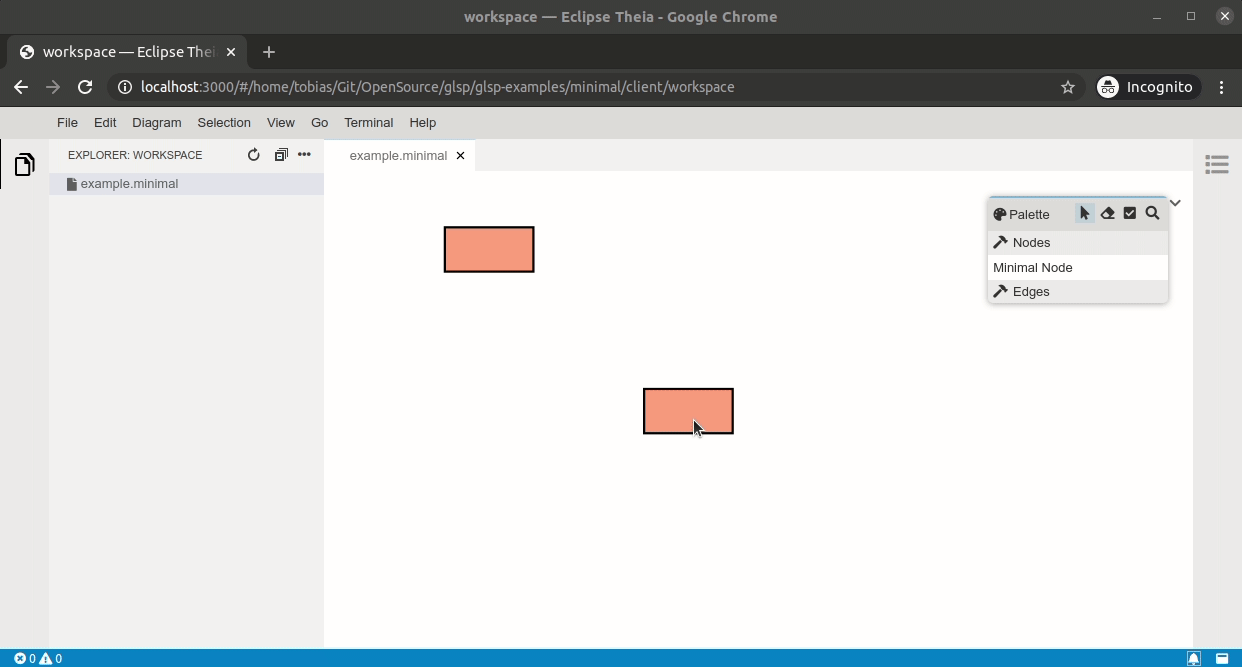 workspace — Eclipse Theia - Google Chrome
workspace — Eclipse Thei
localhost:3000/#/home/tobias/Git/OpenSource/glsp/glsp-examples/minimal/client/workspace
Incognito
File Edit Diagram Selection View Go Terminal Help
EXPLORER: WORKSPACE
example.minimal
example.minimal
Palette
Nodes
Minimal Node
Edges
0 0